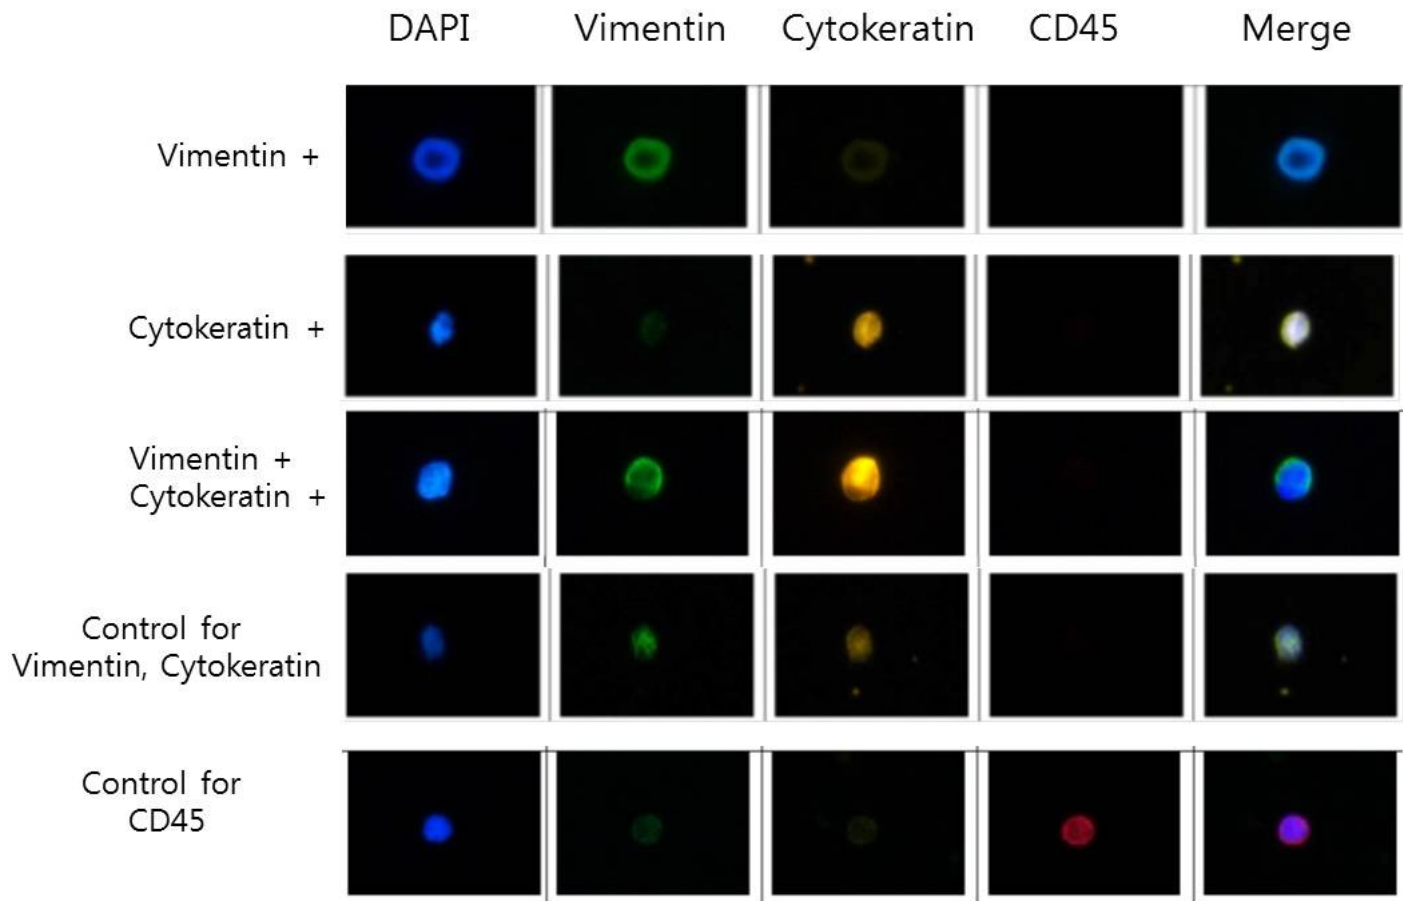 DAPI Vimentin Cytokeratin CD45 Merge
Vimentin +
Cytokeratin +
Vimentin +
Cytokeratin +
Control for
Vimentin, Cytokeratin
Control for
CD45